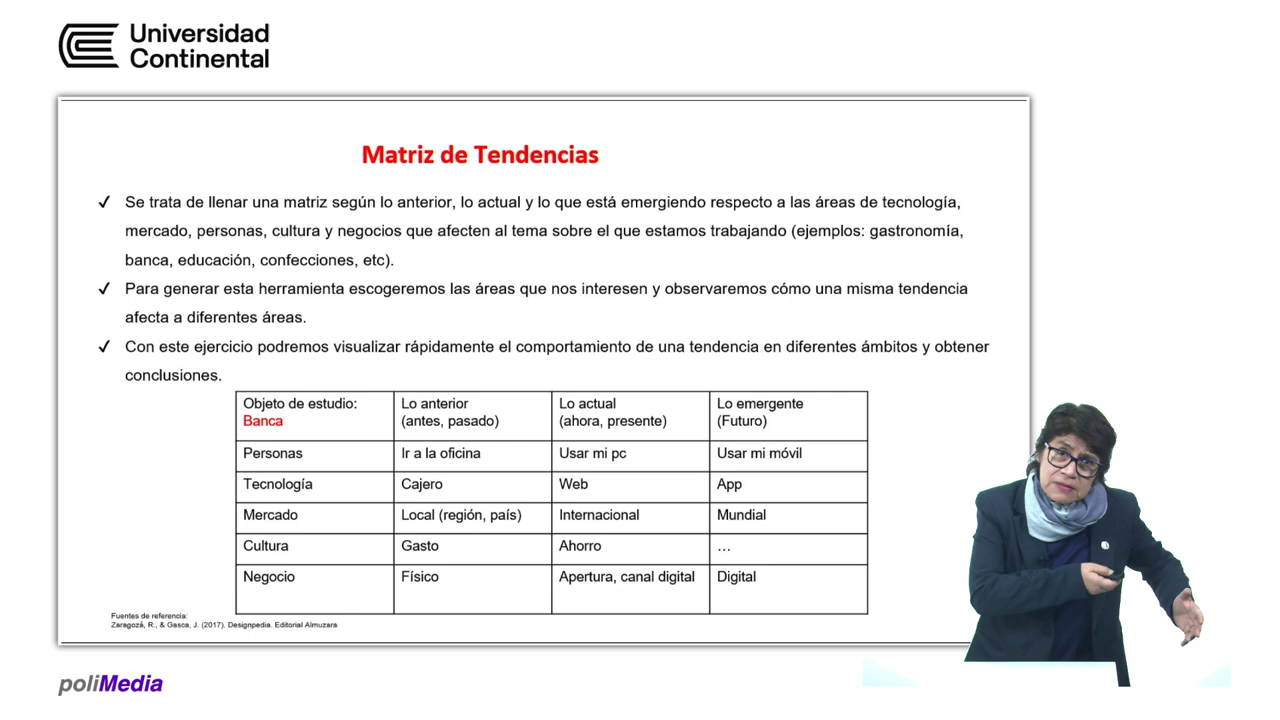 Universidad
Continental
Matriz de Tendencias
✓ Se trata de llenar una matriz según lo anterior, lo actual y lo que está emergiendo respecto a las áreas de tecnología,
mercado, personas, cultura y negocios que afecten al tema sobre el que estamos trabajando (ejemplos: gastronomía,
banca, educación, confecciones, etc).
✓ Para generar esta herramienta escogeremos las áreas que nos interesen y observaremos cómo una misma tendencia
afecta a diferentes áreas.
✓ Con este ejercicio podremos visualizar rápidamente el comportamiento de una tendencia en diferentes ámbitos y obtener
conclusiones.
Objeto de estudio: Lo anterior Lo actual Lo emergente
Banca (antes, pasado) (ahora, presente) (Futuro)
Personas Ir a la oficina Usar mi pc Usar mi móvil
Tecnología Cajero Web App
Mercado Local (región, país) Internacional Mundial
Cultura Gasto Ahorro …
Negocio Físico Apertura, canal digital Digital
Fuentes de referencia:
Zaragozá, R., & Gasca, J. (2017). Designpedia. Editorial Almuzara
poliMedia